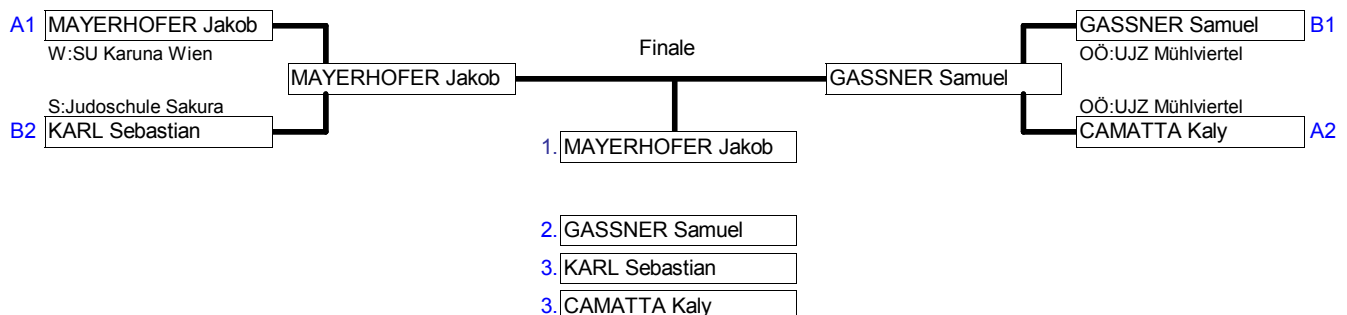 A1 MAYERHOFER Jakob
W:SU Karuna Wien
MAYERHOFER Jakob
S:Judoschule Sakura
B2 KARL Sebastian
Finale
GASSNER Samuel B1
OÖ:UJZ Mühlviertel
GASSNER Samuel
OÖ:UJZ Mühlviertel
CAMATTA Kaly A2
1. MAYERHOFER Jakob
2. GASSNER Samuel
3. KARL Sebastian
3. CAMATTA Kaly